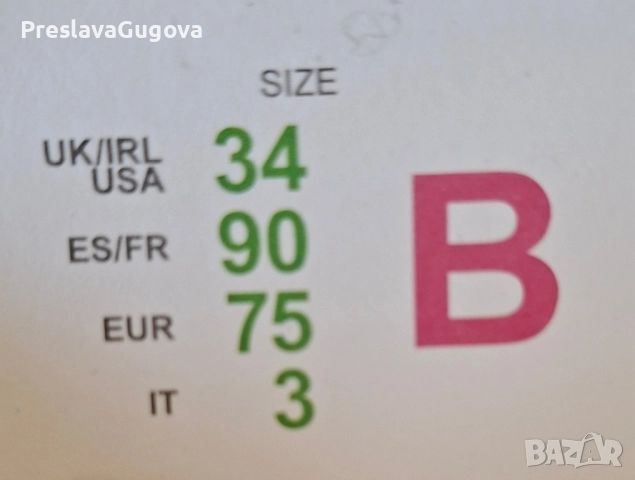 PreslavaGugova
SIZE
UK/IRL USA 34
ES/FR 90
EUR 75
IT 3
B
BAZAR